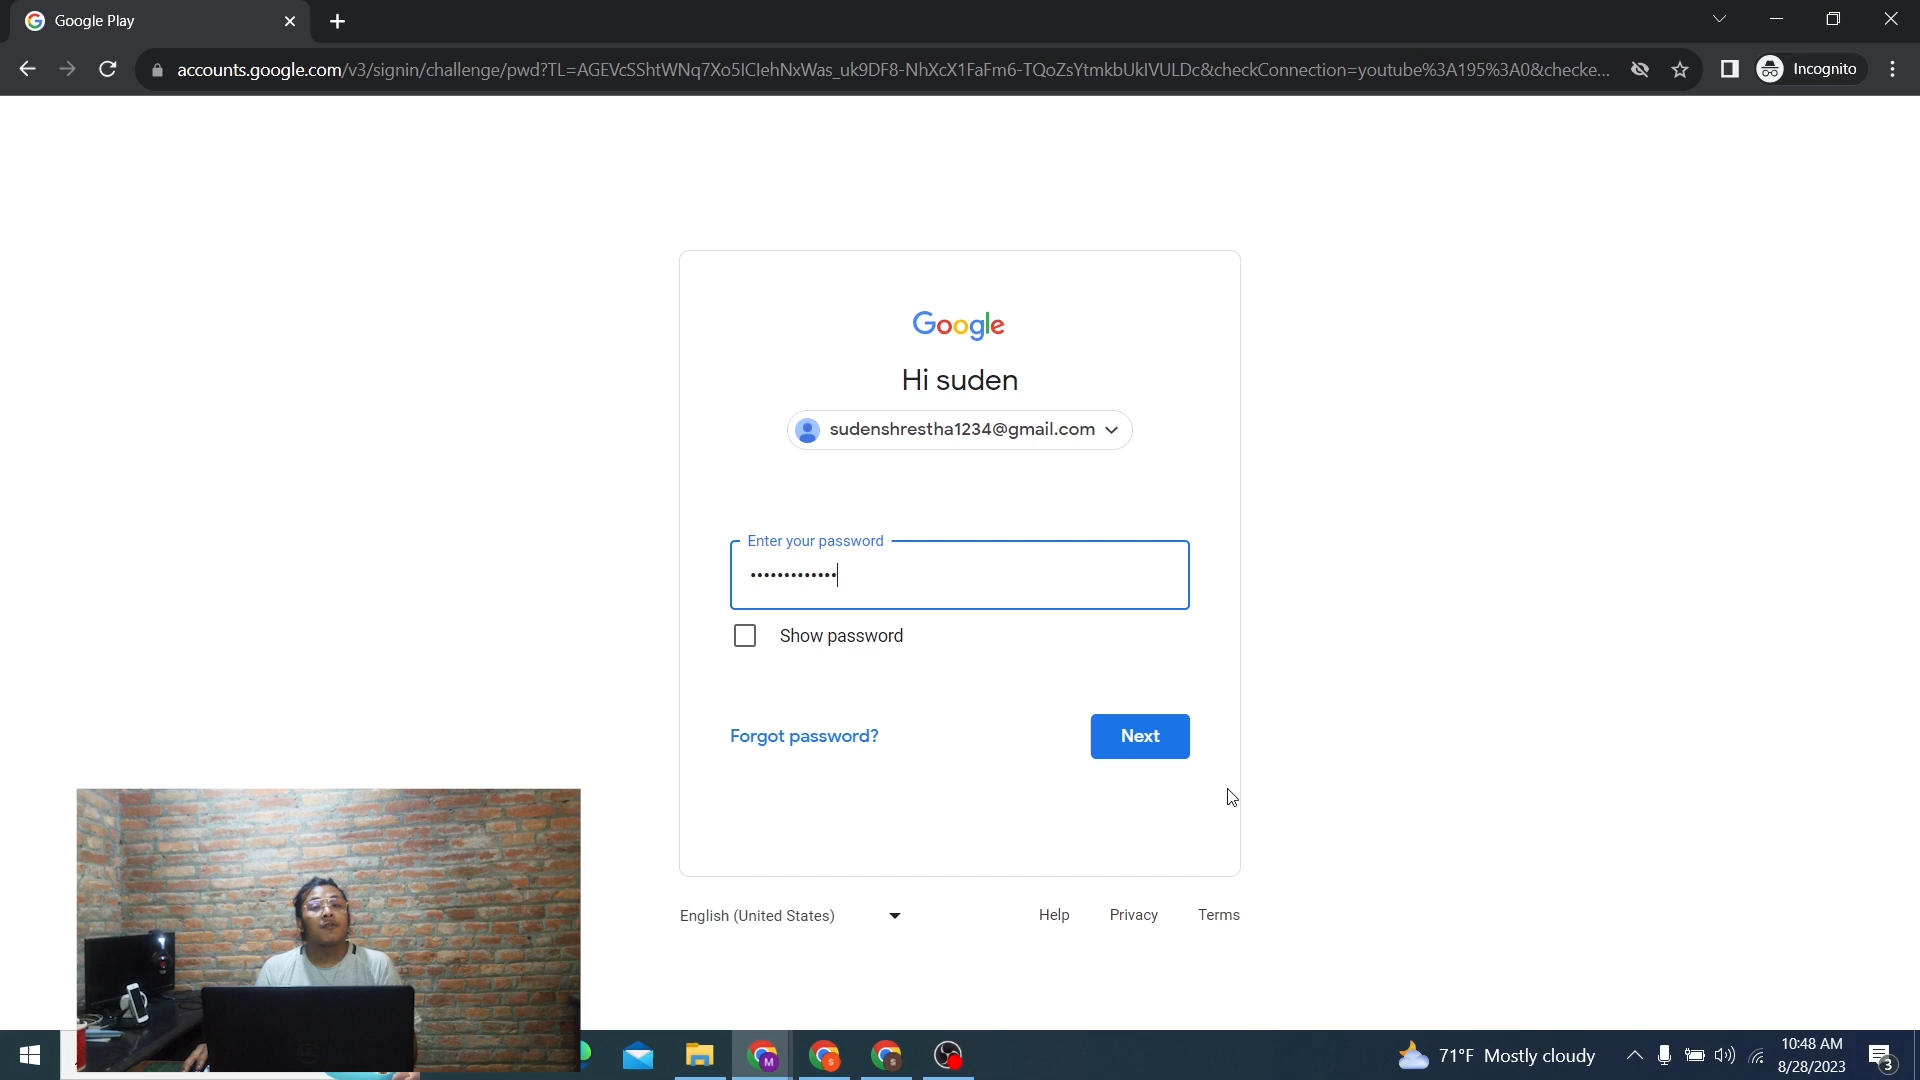 Google Play
accounts.google.com/v3/signin/challenge/pwd?TL=AGEVcSShtWNq7Xo5ICIehNxWas_uk9DF8-NhXcX1FaFm6-TQoZsYtmkbUkIVULDc&checkConnection=youtube%3A195%3A0&checke...
Incognito
Google
Hi suden
sudenshrestha1234@gmail.com
Enter your password
•••••••••••••
Show password
Forgot password?
Next
English (United States)
Help
Privacy
Terms
71°F Mostly cloudy
10:48 AM
8/28/2023
3